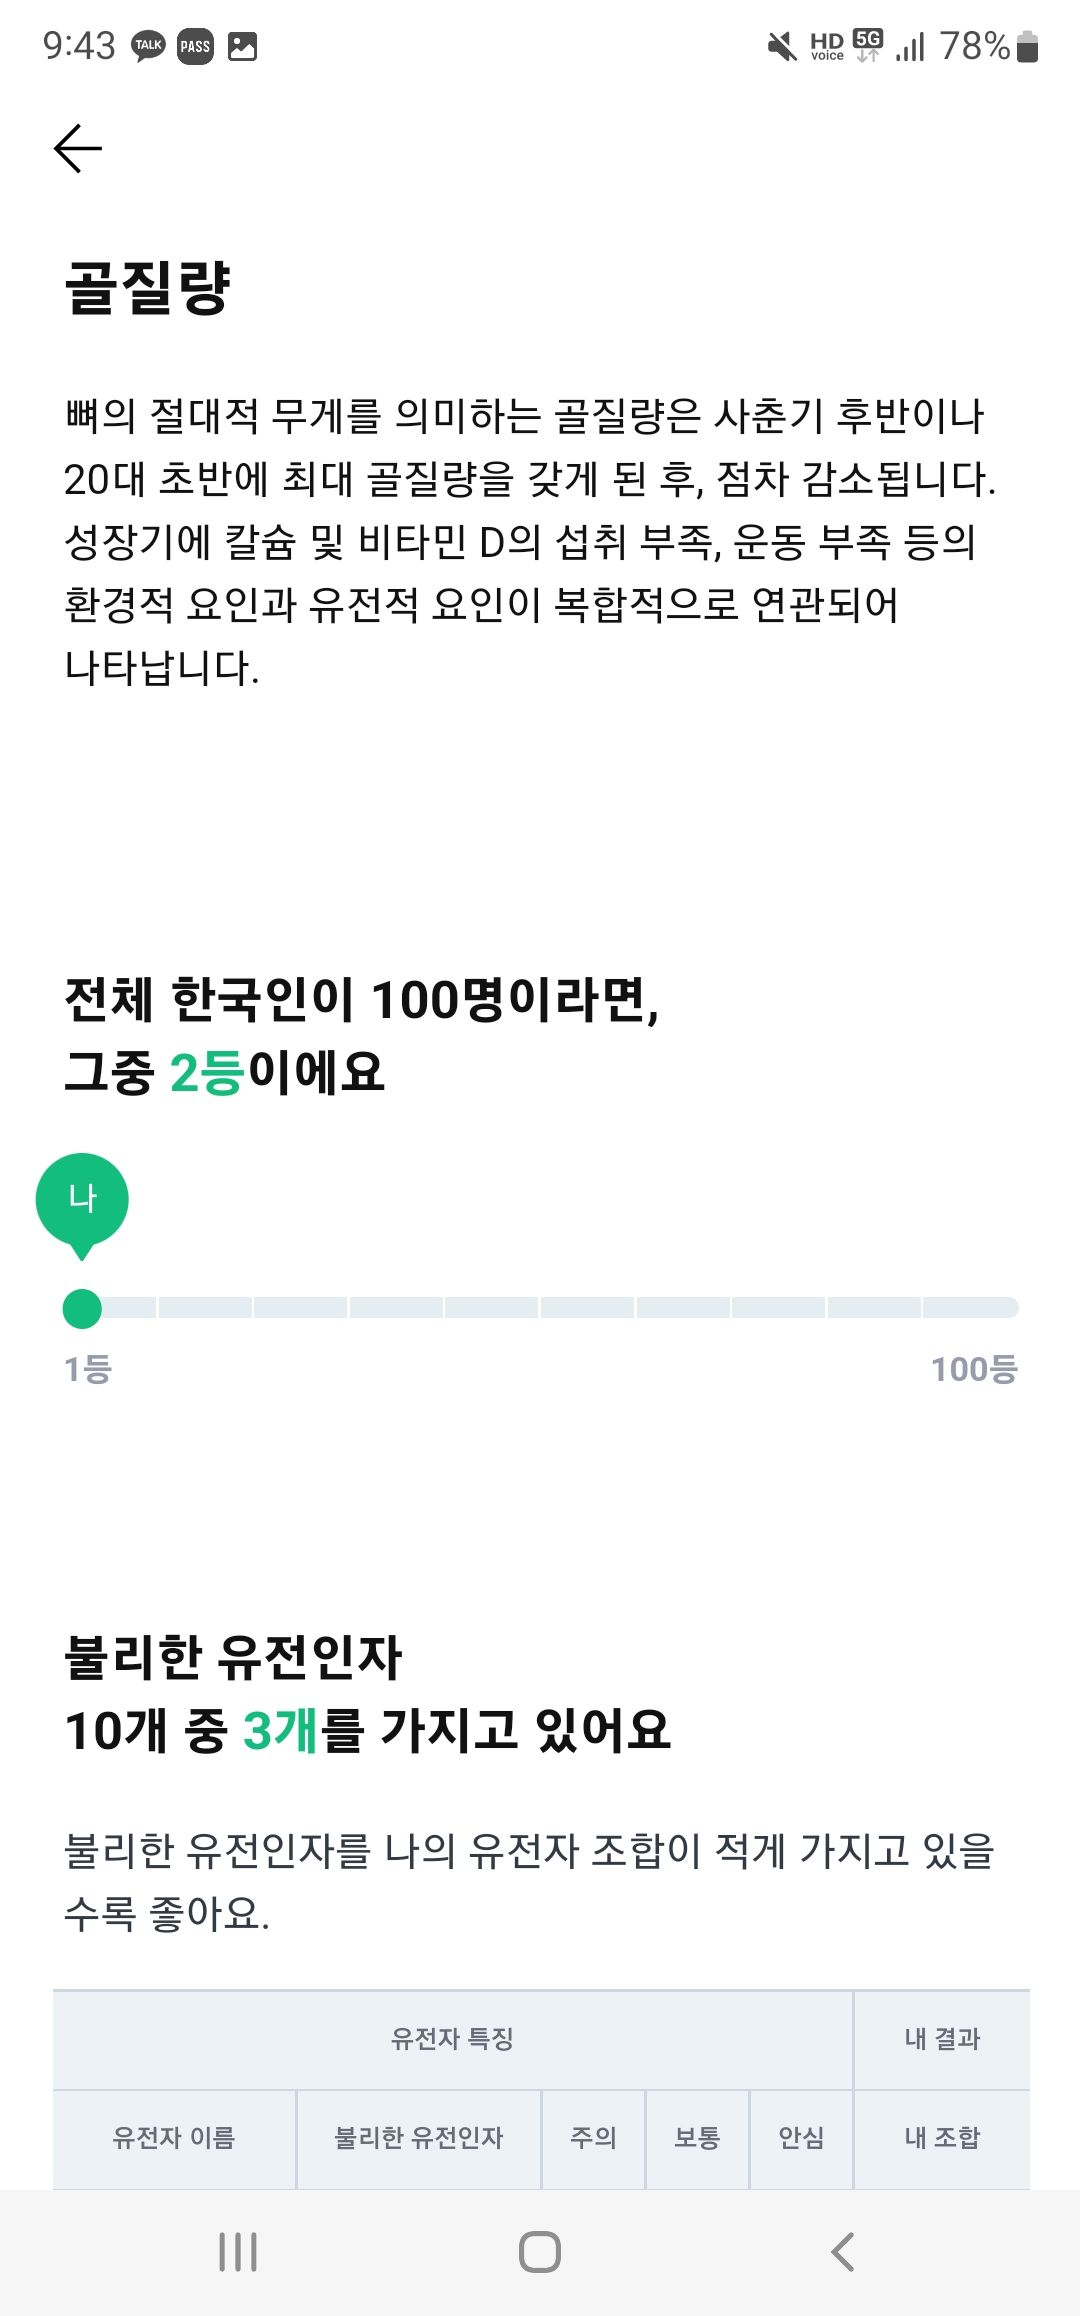 9:43 TALK PASS HD voice 5G 78%
골질량
뼈의 절대적 무게를 의미하는 골질량은 사춘기 후반이나
20대 초반에 최대 골질량을 갖게 된 후, 점차 감소됩니다.
성장기에 칼슘 및 비타민 D의 섭취 부족, 운동 부족 등의
환경적 요인과 유전적 요인이 복합적으로 연관되어
나타납니다.
전체 한국인이 100명이라면,
그중 2등이에요
나
1등 100등
불리한 유전인자
10개 중 3개를 가지고 있어요
불리한 유전인자를 나의 유전자 조합이 적게 가지고 있을
수록 좋아요.
유전자 특징 내 결과
유전자 이름 불리한 유전인자 주의 보통 안심 내 조합